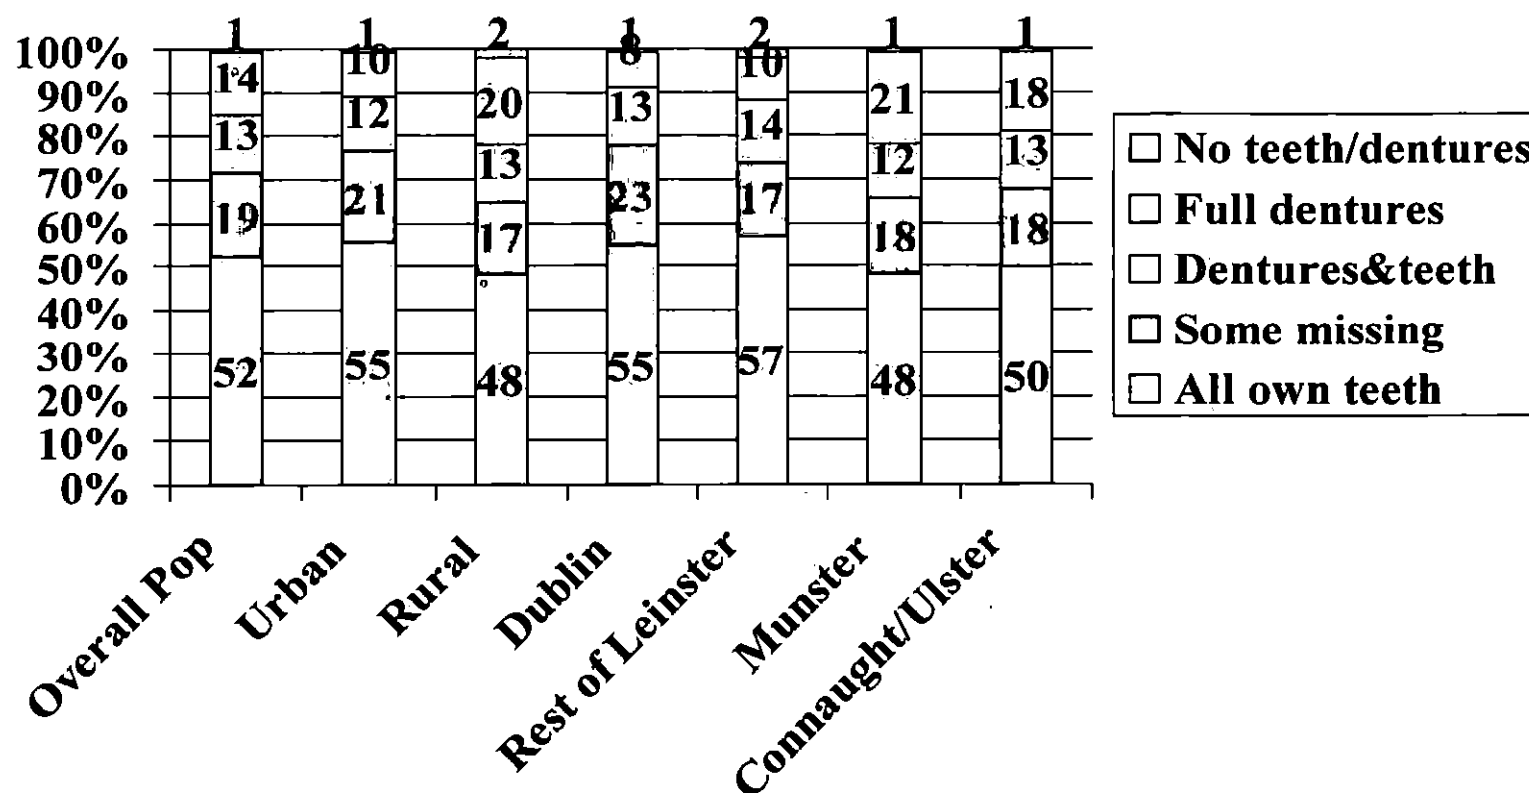 1 1 2 1 2 1 1
100%
14 10 20 8 10 21 18
90%
13 12 13 13 14 12 13
80%
70%
19 21 17 23 17 18 18
60%
50%
40%
52 55 48 55 57 48 50
30%
20%
10%
0%
Overall Pop
Urban
Rural
Dublin
Rest of Leinster
Munster
Connaught/Ulster
No teeth/dentures
Full dentures
Dentures&teeth
Some missing
All own teeth